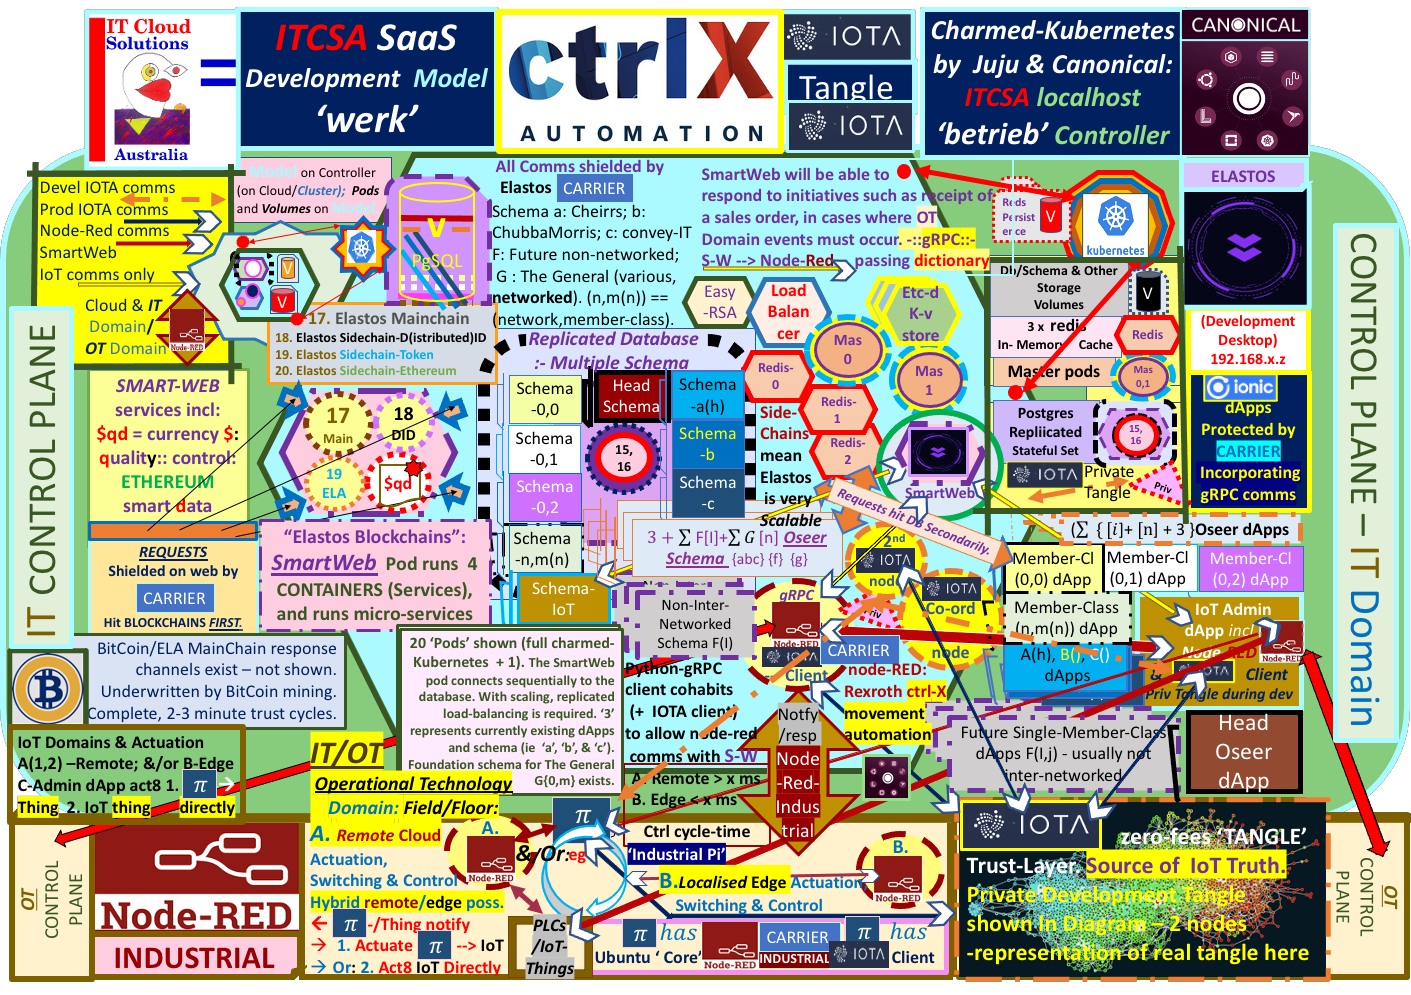 IT Cloud
Solutions
Australia
=
ITCSA SaaS
Development Model
‘werk’
ctrlX
AUTOMATION
IOTA
Tangle
IOTA
Charmed-Kubernetes
by Juju & Canonical:
ITCSA localhost
‘betrieb’ Controller
CANONICAL
Devel IOTA comms
Prod IOTA comms
Node-Red comms
SmartWeb
IoT comms only
Cloud & IT
Domain/
OT Domain
Node-RED
Model on Controller
(on Cloud/Cluster); Pods
and Volumes on Model
V
V
V
PgSQL
All Comms shielded by
Elastos CARRIER
Schema a: Cheirrs; b:
ChubbaMorris; c: convey-IT
F: Future non-networked;
G : The General (various,
networked). (n,m(n)) ==
(network,member-class).
SmartWeb will be able to
respond to initiatives such as receipt of
a sales order, in cases where OT
Domain events must occur. -::gRPC::-
S-W --> Node-Red passing dictionary
Reds
Persist
ence
V
kubernetes
ELASTOS
17. Elastos Mainchain
18. Elastos Sidechain-D(istributed)ID
19. Elastos Sidechain-Token
20. Elastos Sidechain-Ethereum
Easy
-RSA
Load
Balan
cer
Etc-d
K-v
store
Mas
0
Mas
1
Redis-
0
Redis-
1
Redis-
2
Db/Schema & Other
Storage
Volumes
V
3 x redis
In- Memory Cache
Redis
Master pods
Mas
0,1
Postgres
Repliicated
Stateful Set
15,
16
IOTA Private
Tangle
Priv
(Development
Desktop)
192.168.x.z
ionic
dApps
Protected by
CARRIER
Incorporating
gRPC comms
IT CONTROL PLANE
CONTROL PLANE – IT Domain
SMART-WEB
services incl:
$qd = currency $:
quality:: control:
ETHEREUM
smart data
17
Main
18
DID
19
ELA
$qd
Replicated Database
:- Multiple Schema
Schema
-0,0
Schema
-0,1
Schema
-0,2
Schema
-n,m(n)
Schema-
IoT
Head
Schema
15,
16
Schema
-a(h)
Schema
-b
Schema
-c
Side-
Chains
mean
Elastos
is very
Scalable
SmartWeb
Requests hit DB Secondarily.
3 + ∑ F[I]+∑ G [n] Oseer
Schema {abc} {f} {g}
REQUESTS
Shielded on web by
CARRIER
Hit BLOCKCHAINS FIRST.
“Elastos Blockchains”:
SmartWeb Pod runs 4
CONTAINERS (Services),
and runs micro-services
(∑ { [i]+ [n] + 3 }Oseer dApps
Member-Cl
(0,0) dApp
Member-Cl
(0,1) dApp
Member-Cl
(0,2) dApp
Member-Class
(n,m(n)) dApp
A(h), B(), C()
dApps
IoT Admin
dApp incl
Node-RED
& IOTA Client
Priv Tangle during dev
Node-RED
Non-Inter-
Networked
Schema F(I)
gRPC
Node-RED
IOTA
Client
Priv
2nd
IOTA
node
IOTA
Co-ord
node
CARRIER
node-RED:
Rexroth ctrl-X
movement
automation
BitCoin/ELA MainChain response
channels exist – not shown.
Underwritten by BitCoin mining.
Complete, 2-3 minute trust cycles.
20 ‘Pods’ shown (full charmed-
Kubernetes + 1). The SmartWeb
pod connects sequentially to the
database. With scaling, replicated
load-balancing is required. ‘3’
represents currently existing dApps
and schema (ie ‘a’, ‘b’, & ‘c’).
Foundation schema for The General
G{0,m} exists.
Python-gRPC
client cohabits
(+ IOTA client)
to allow node-red
comms with S-W
A. Remote > x ms
B. Edge < x ms
Notfy
/resp
Node
-Red-
Indus
trial
Future Single-Member-Class
dApps F(I,j) - usually not
inter-networked
Head
Oseer
dApp
IoT Domains & Actuation
A(1,2) –Remote; &/or B-Edge
C-Admin dApp act8 1. π →
Thing 2. IoT thing directly
IT/OT
Operational Technology
Domain: Field/Floor:
A. Remote Cloud
Actuation,
Switching & Control
Hybrid remote/edge poss.
← π -/Thing notify
→ 1. Actuate π --> IoT
→ Or: 2. Act8 IoT Directly
OT
CONTROL
PLANE
Node-RED
INDUSTRIAL
A.
Node-RED
& Or:eg
π
Ctrl cycle-time
‘Industrial Pi’
B.Localised Edge Actuation
Switching & Control
B.
Node-RED
PLCS
/IoT-
Things
π has
Ubuntu ‘ Core’
Node-RED
CARRIER
INDUSTRIAL
π has
IOTA Client
IOTA
zero-fees ‘TANGLE’
Trust-Layer. Source of IoT Truth.
Private Development Tangle
shown In Diagram – 2 nodes
-representation of real tangle here
CONTROL
PLANE
OT